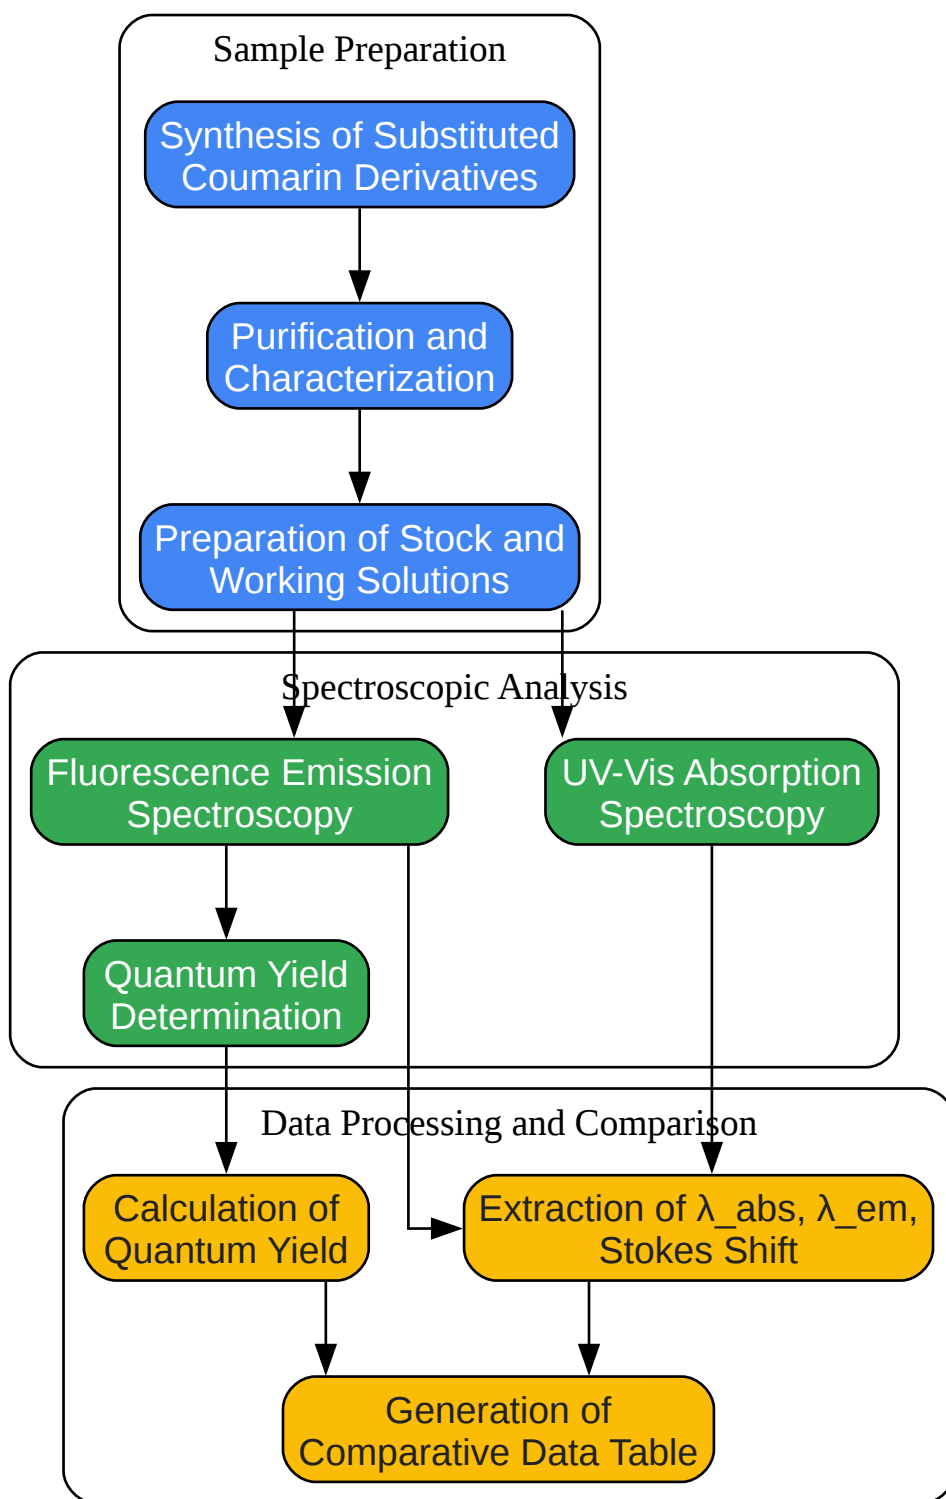 Sample Preparation
Synthesis of Substituted
Coumarin Derivatives
Purification and
Characterization
Preparation of Stock and
Working Solutions
Spectroscopic Analysis
Fluorescence Emission
Spectroscopy
UV-Vis Absorption
Spectroscopy
Quantum Yield
Determination
Data Processing and Comparison
Calculation of
Quantum Yield
Extraction of λ_abs, λ_em,
Stokes Shift
Generation of
Comparative Data Table